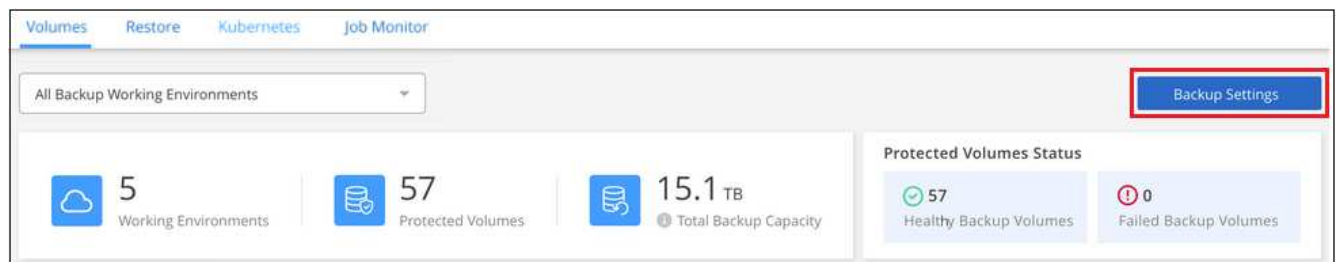 Volumes Restore Kubernetes Job Monitor
All Backup Working Environments
Backup Settings
Protected Volumes Status
5
Working Environments
57
Protected Volumes
15.1 TB
Total Backup Capacity
57
Healthy Backup Volumes
0
Failed Backup Volumes